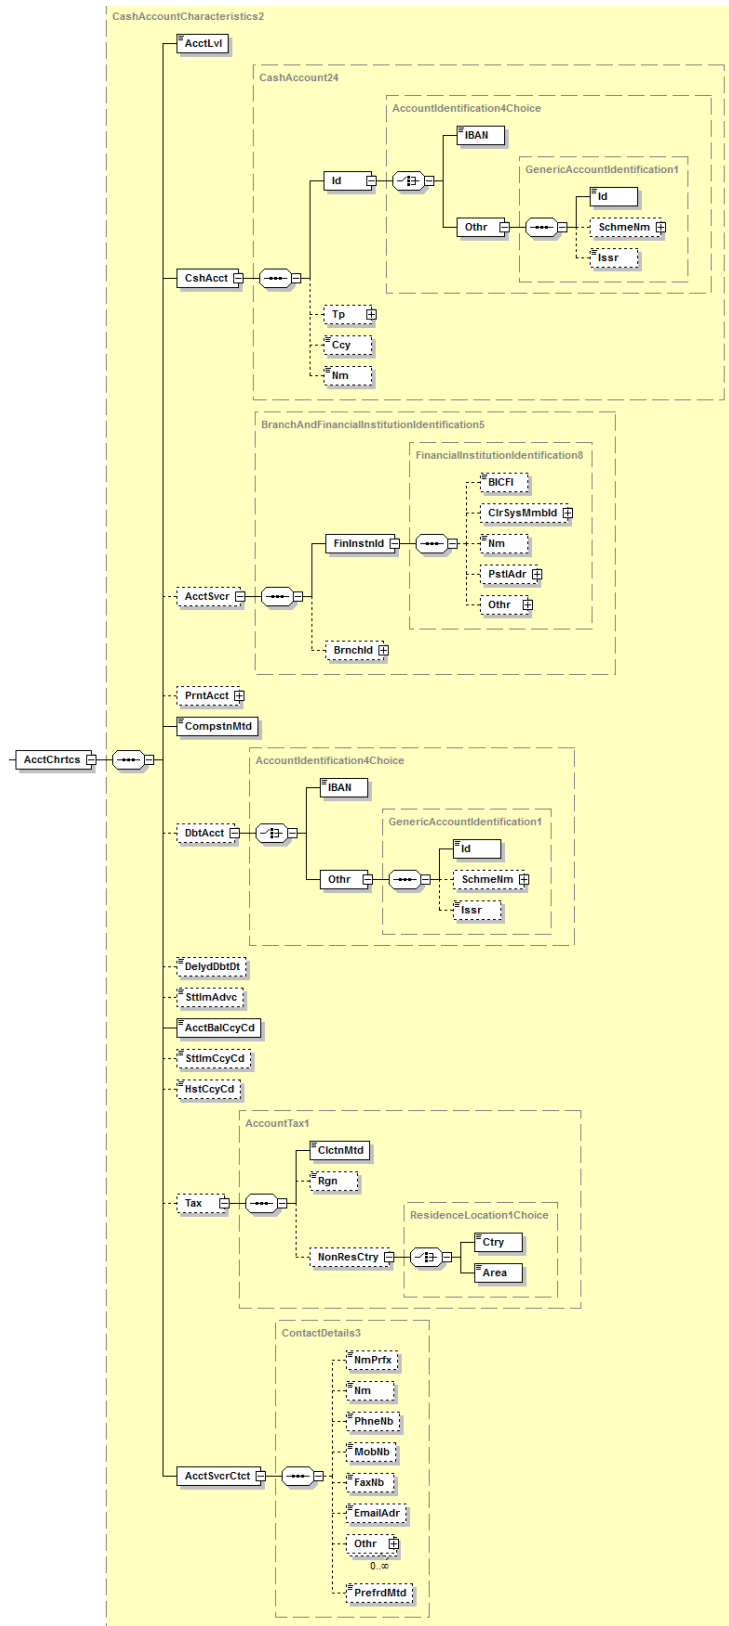 CashAccountCharacteristics2
AcctLvl
CashAccount24
AccountIdentification4Choice
IBAN
GenericAccountIdentification1
Id
Id
Othr
SchmeNm
Issr
CshAcct
Tp
Ccy
Nm
BranchAndFinancialInstitutionIdentification5
FinancialInstitutionIdentification8
BICFI
ClrSysMmbId
FinInstnId
Nm
PstlAdr
AcctSvcr
Othr
BrnchId
PrntAcct
CompstnMtd
AcctChrtcs
AccountIdentification4Choice
IBAN
GenericAccountIdentification1
DbtAcct
Id
Othr
SchmeNm
Issr
DelydDbtDt
SttlmAdvc
AcctBalCcyCd
SttlmCcyCd
HstCcyCd
AccountTax1
ClctnMtd
Rgn
Tax
ResidenceLocation1Choice
Ctry
NonResCtry
Area
ContactDetails3
NmPrfx
Nm
PhneNb
MobNb
AcctSvcrCtct
FaxNb
EmailAdr
Othr
0..∞
PrefrdMtd